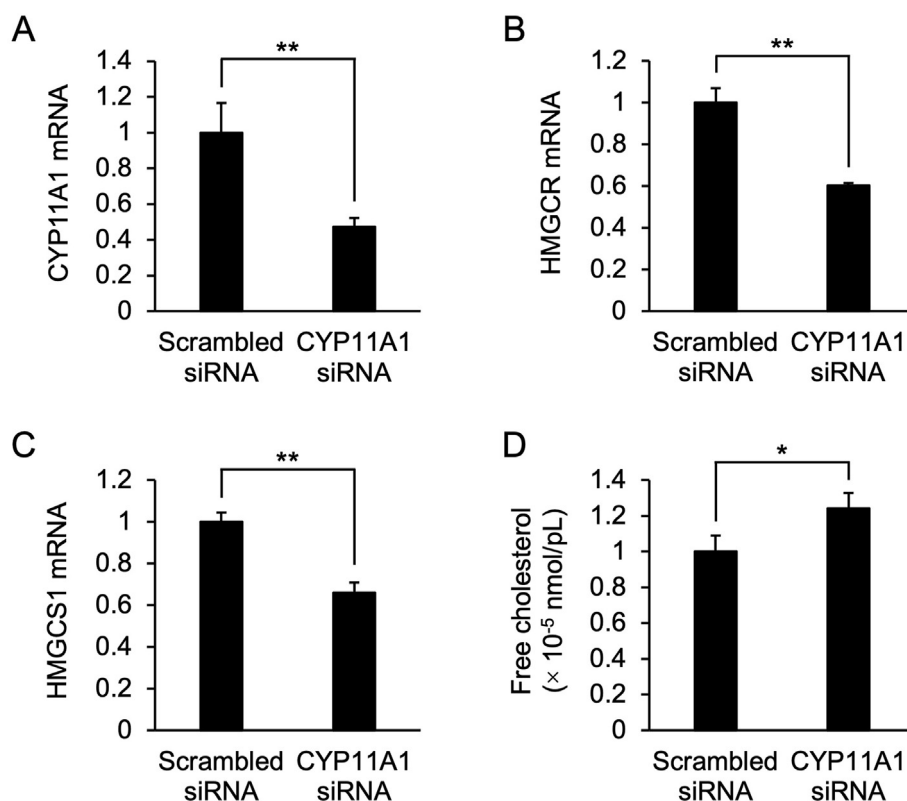 A
**
CYP11A1 mRNA
1.4
1.2
1
0.8
0.6
0.4
0.2
0
Scrambled siRNA
CYP11A1 siRNA
B
**
HMGCR mRNA
1.2
1
0.8
0.6
0.4
0.2
0
Scrambled siRNA
CYP11A1 siRNA
C
**
HMGCS1 mRNA
1.2
1
0.8
0.6
0.4
0.2
0
Scrambled siRNA
CYP11A1 siRNA
D
*
Free cholesterol
(× 10⁻⁵ nmol/pL)
1.4
1.2
1
0.8
0.6
0.4
0.2
0
Scrambled siRNA
CYP11A1 siRNA